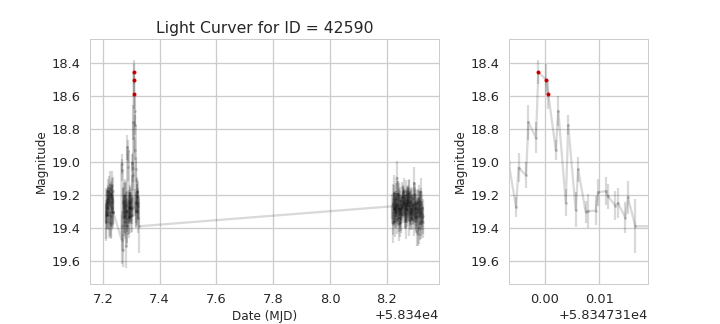 Light Curver for ID = 42590
Magnitude
18.4
18.6
18.8
19.0
19.2
19.4
19.6
7.2 7.4 7.6 7.8 8.0 8.2
Date (MJD)
+5.834e4
Magnitude
18.4
18.6
18.8
19.0
19.2
19.4
19.6
0.00 0.01
+5.834731e4